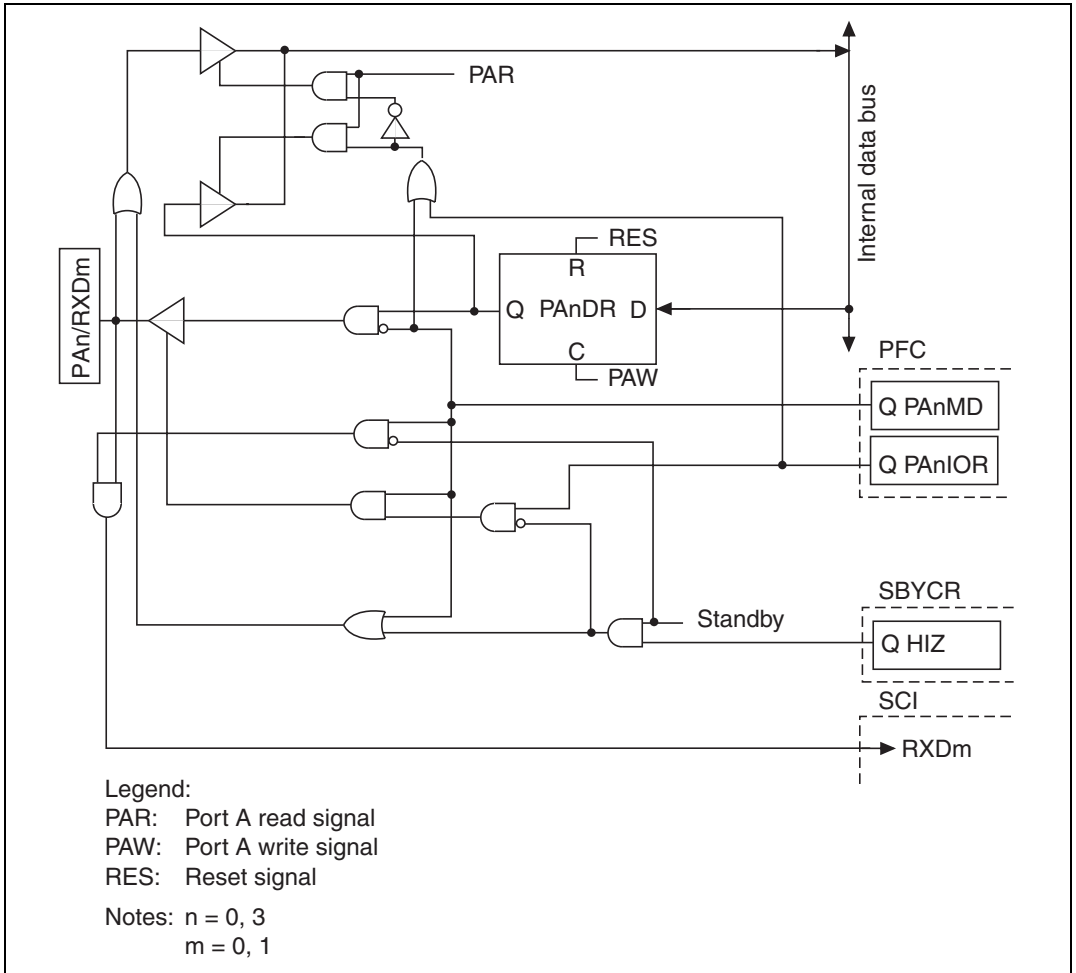 PAR
Internal data bus
RES
R
PAn/RXDm
Q PAnDR D
C
PAW
PFC
Q PAnMD
Q PAnIOR
SBYCR
Standby
Q HIZ
SCI
RXDm
Legend:
PAR: Port A read signal
PAW: Port A write signal
RES: Reset signal
Notes: n = 0, 3
m = 0, 1